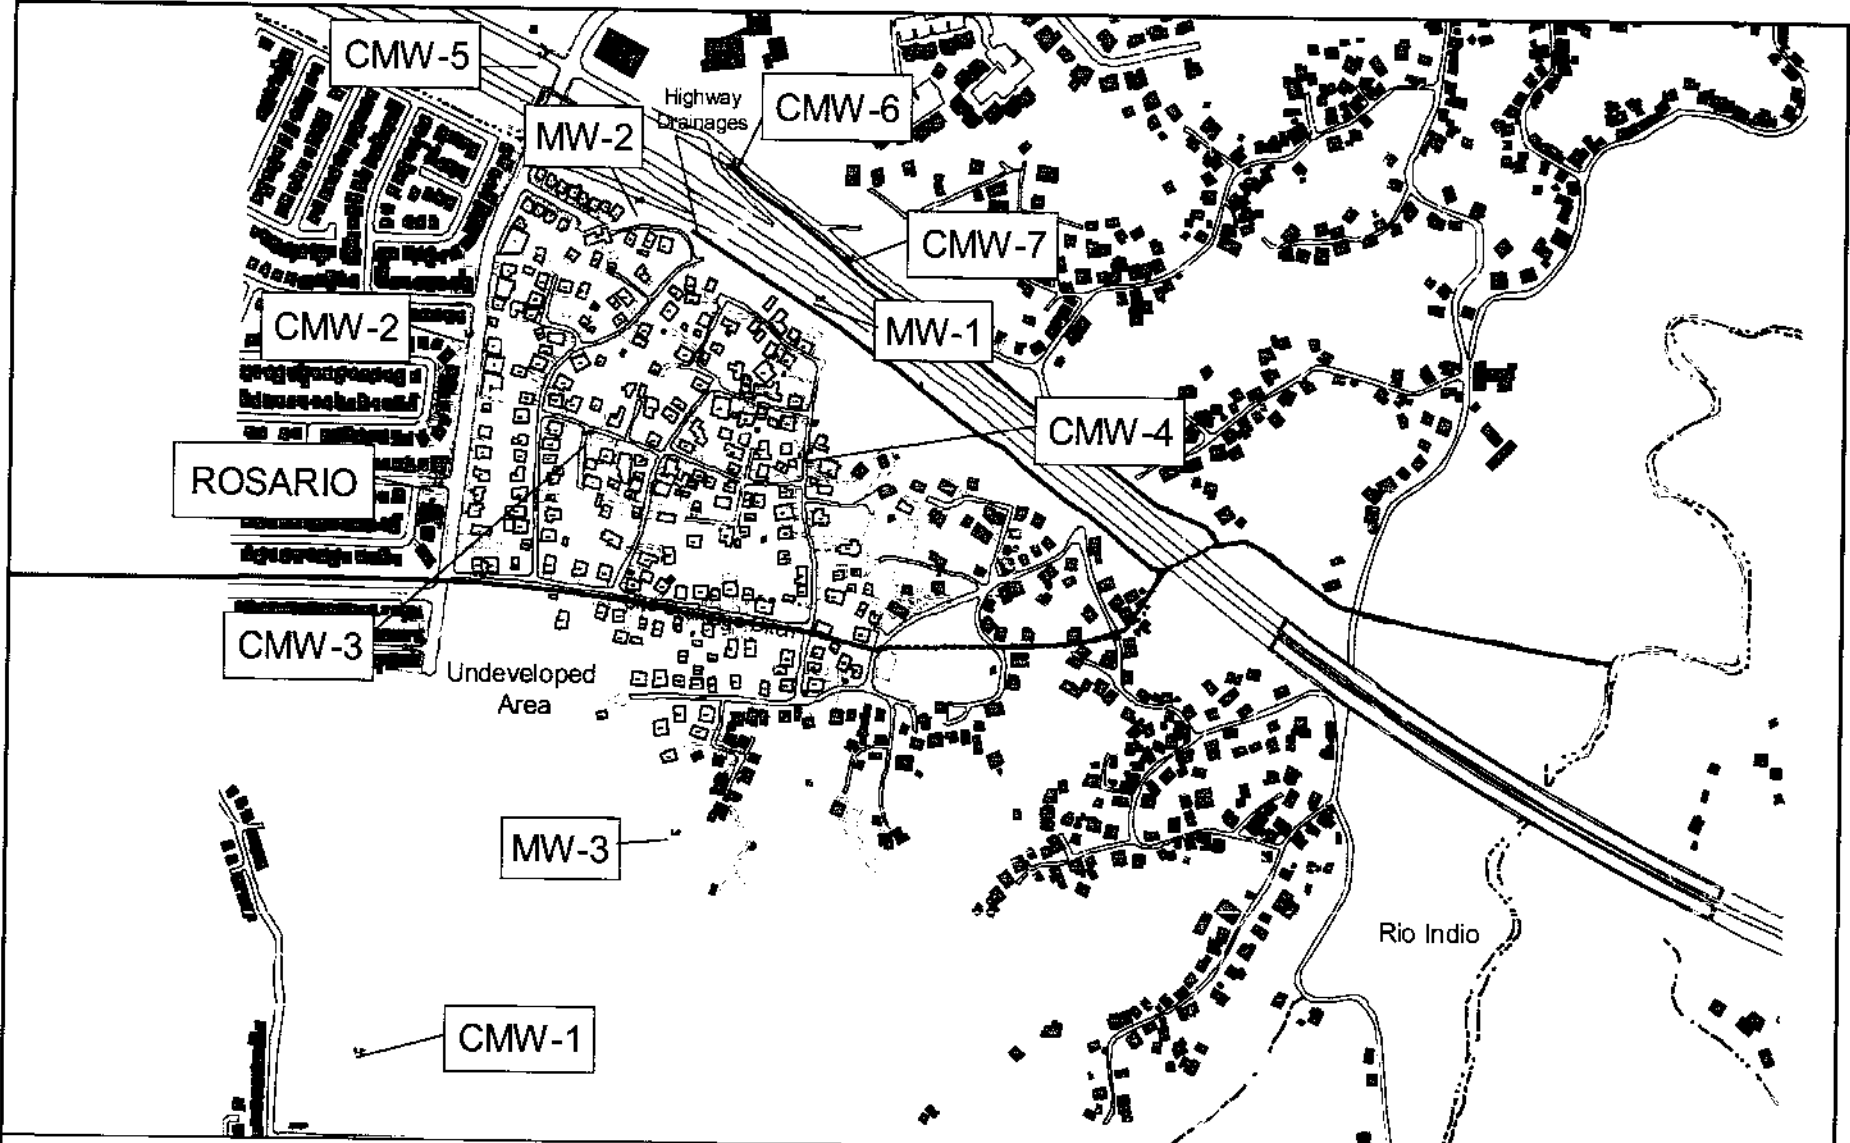 CMW-5
Highway
Drainages
CMW-6
MW-2
CMW-7
CMW-2
MW-1
CMW-4
ROSARIO
CMW-3
Undeveloped
Area
MW-3
Rio Indio
CMW-1